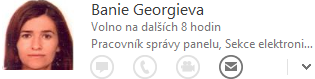 Banie Georgieva
Volno na dalších 8 hodin
Pracovník správy panelu, Sekce elektroni...